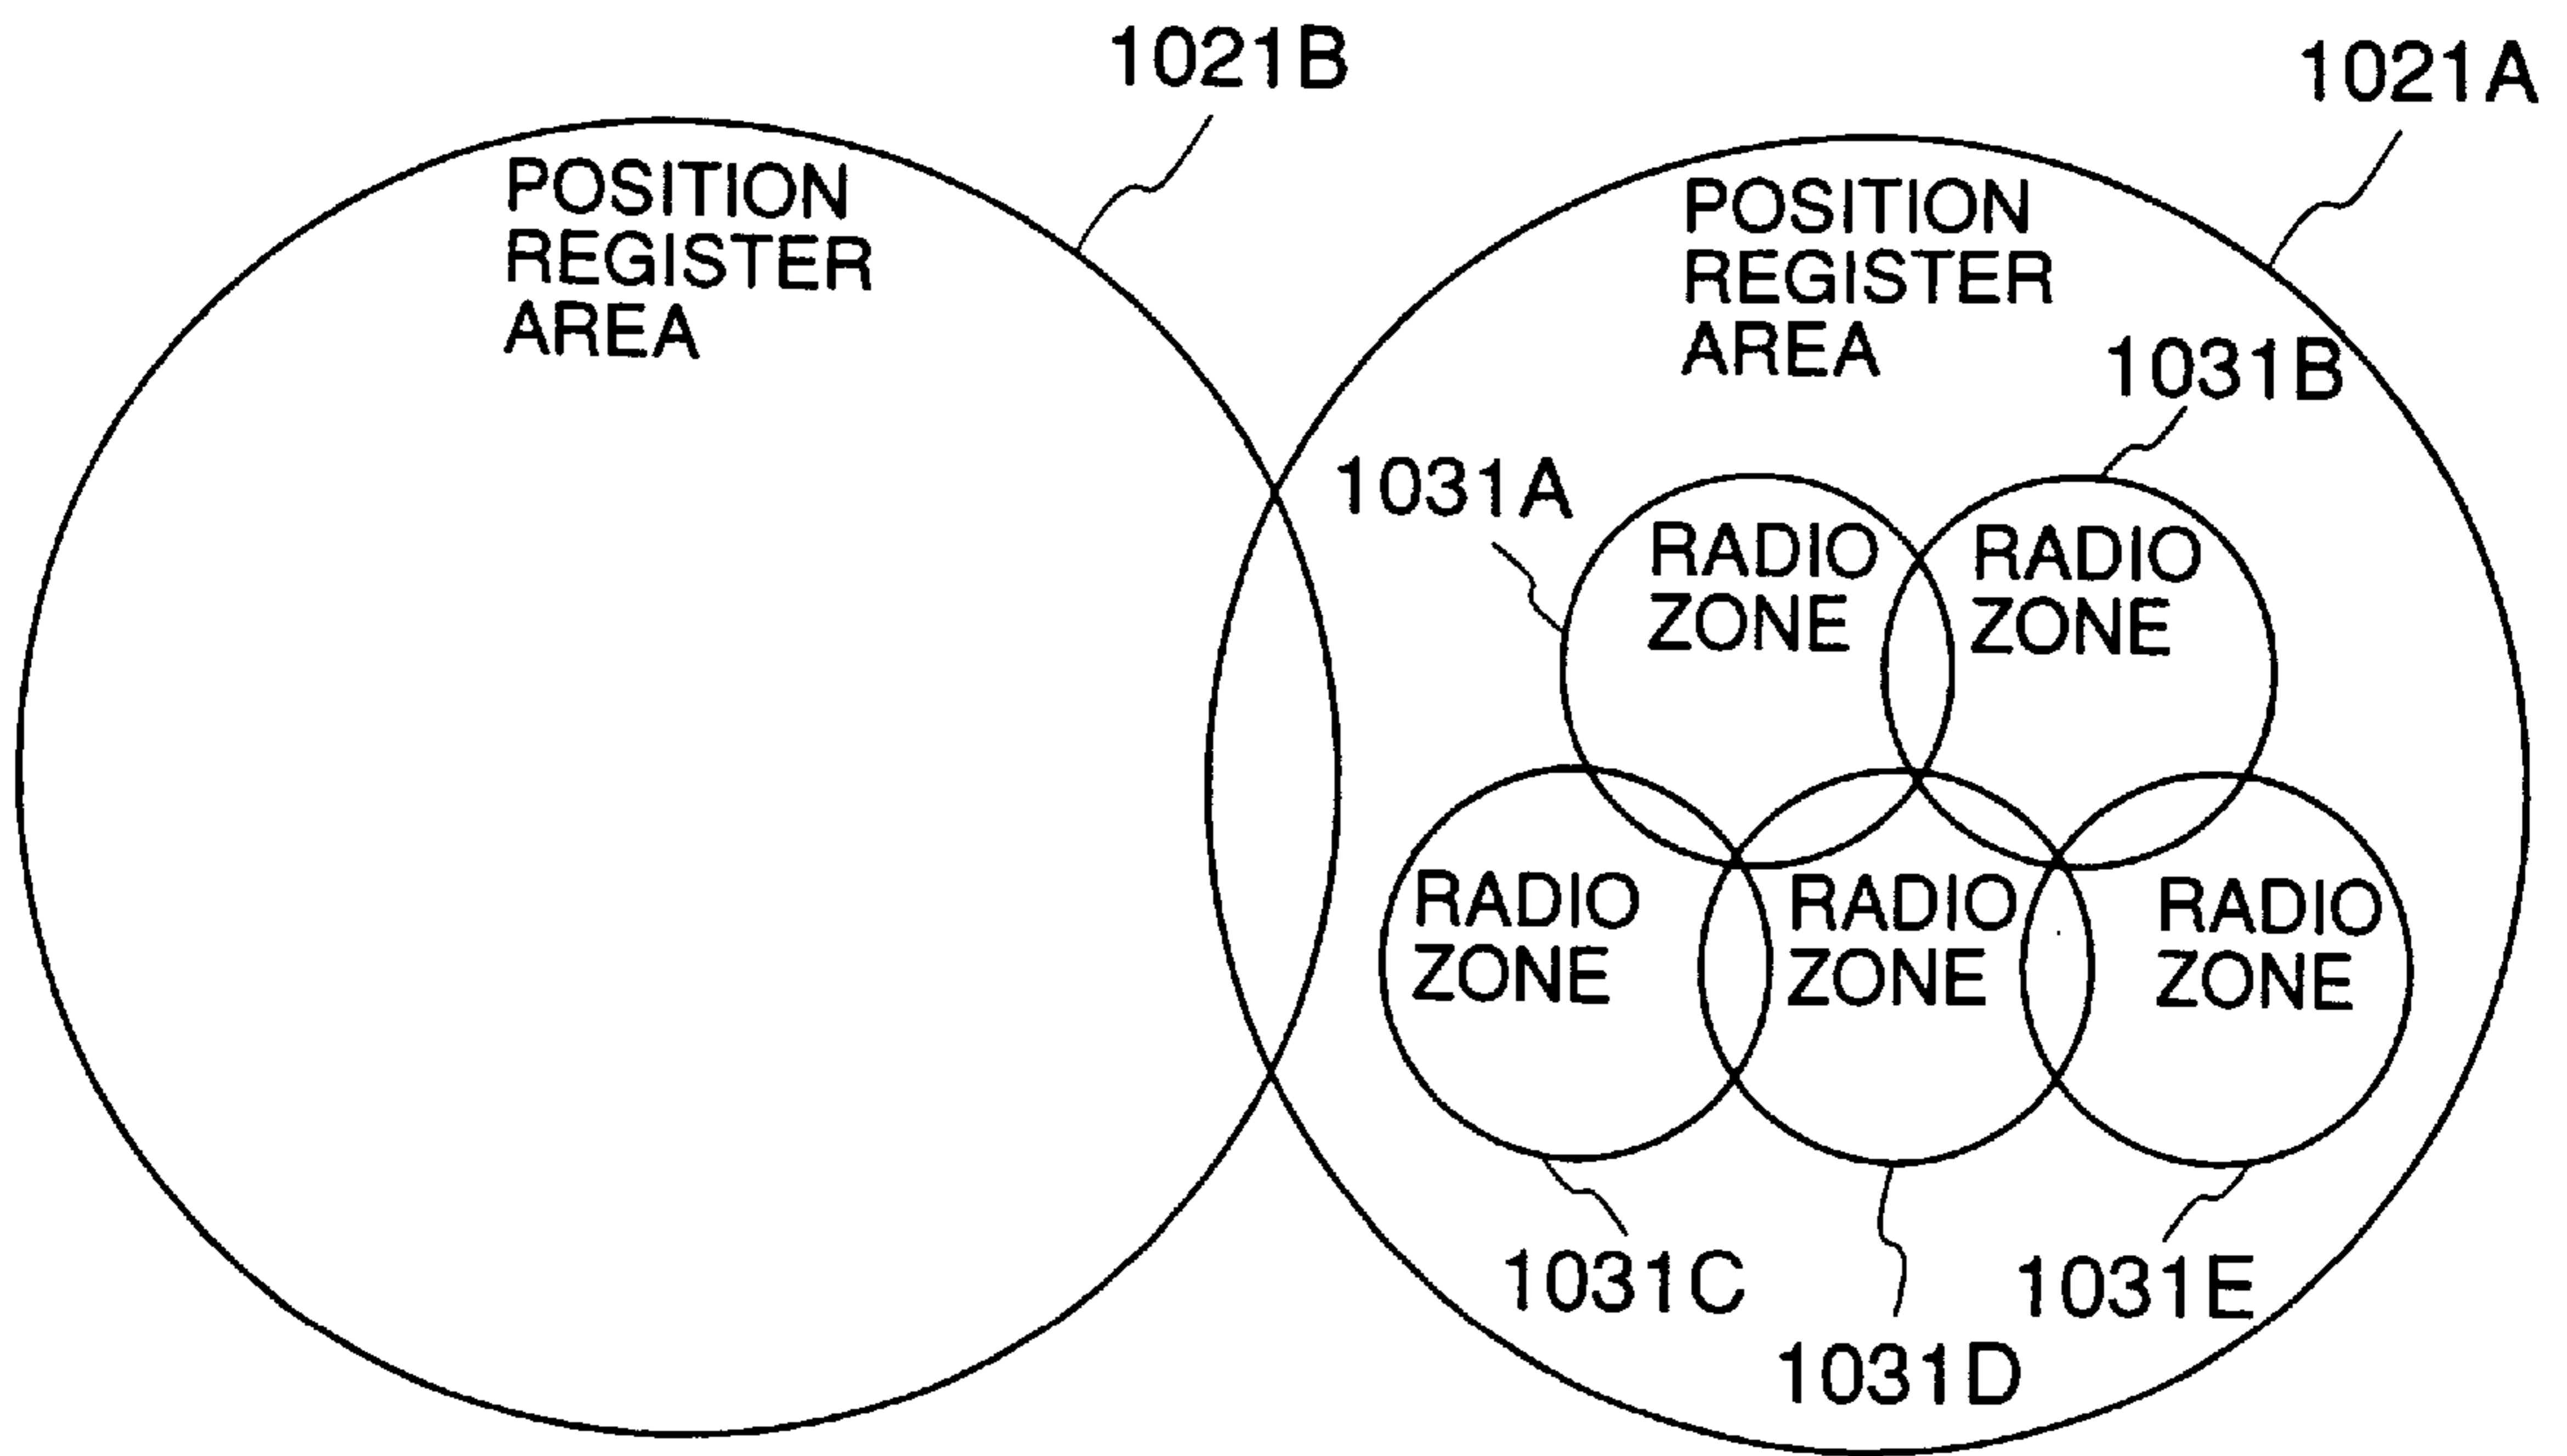 1021B
1021A
POSITION
REGISTER
AREA
POSITION
REGISTER
AREA
1031B
1031A
RADIO
ZONE
RADIO
ZONE
RADIO
ZONE
RADIO
ZONE
RADIO
ZONE
1031C
1031D
1031E